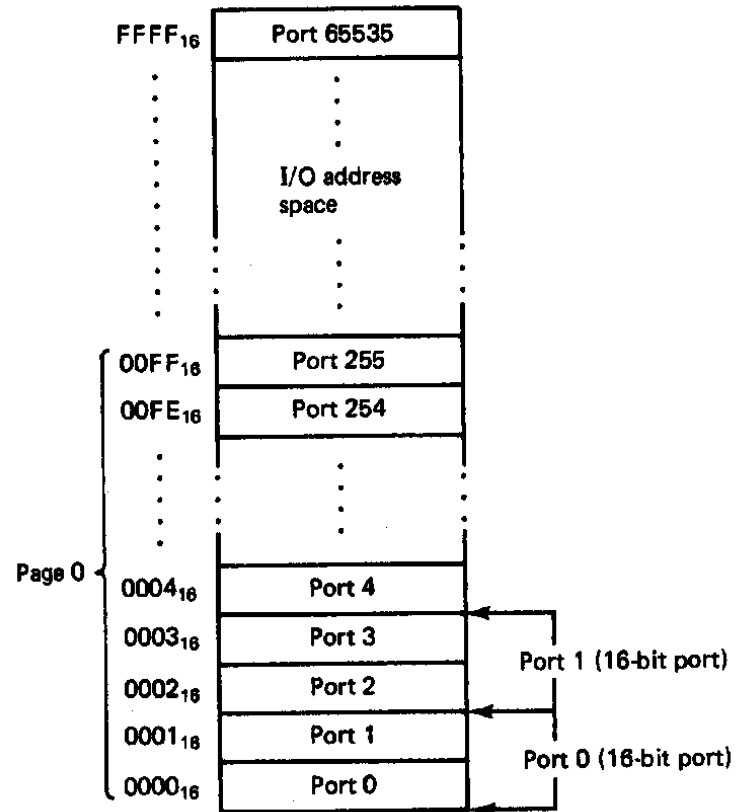 FFFF₁₆ Port 65535
I/O address
space
00FF₁₆ Port 255
00FE₁₆ Port 254
Page 0
0004₁₆ Port 4
0003₁₆ Port 3
Port 1 (16-bit port)
0002₁₆ Port 2
0001₁₆ Port 1
Port 0 (16-bit port)
0000₁₆ Port 0